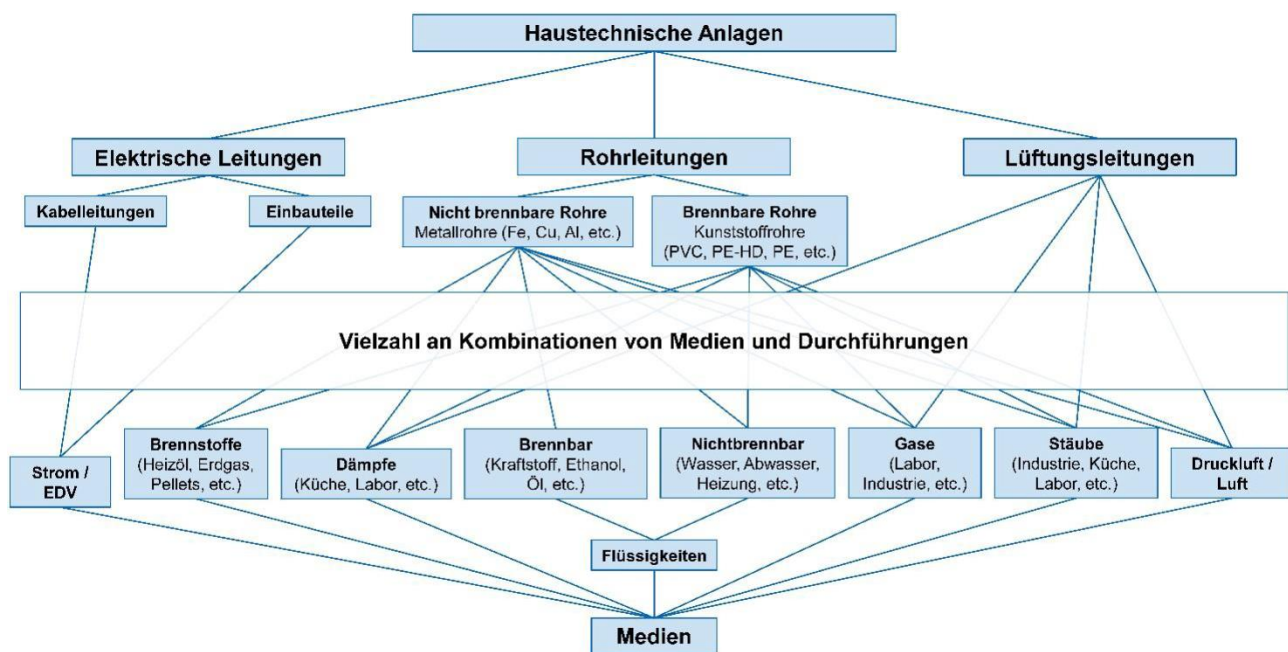 Haustechnische Anlagen
Elektrische Leitungen
Rohrleitungen
Lüftungsleitungen
Kabelleitungen
Einbauteile
Nicht brennbare Rohre
Metallrohre (Fe, Cu, Al, etc.)
Brennbare Rohre
Kunststoffrohre
(PVC, PE-HD, PE, etc.)
Vielzahl an Kombinationen von Medien und Durchführungen
Strom /
EDV
Brennstoffe
(Heizöl, Erdgas,
Pellets, etc.)
Dämpfe
(Küche, Labor, etc.)
Brennbar
(Kraftstoff, Ethanol,
Öl, etc.)
Nichtbrennbar
(Wasser, Abwasser,
Heizung, etc.)
Gase
(Labor,
Industrie, etc.)
Stäube
(Industrie, Küche,
Labor, etc.)
Druckluft /
Luft
Flüssigkeiten
Medien